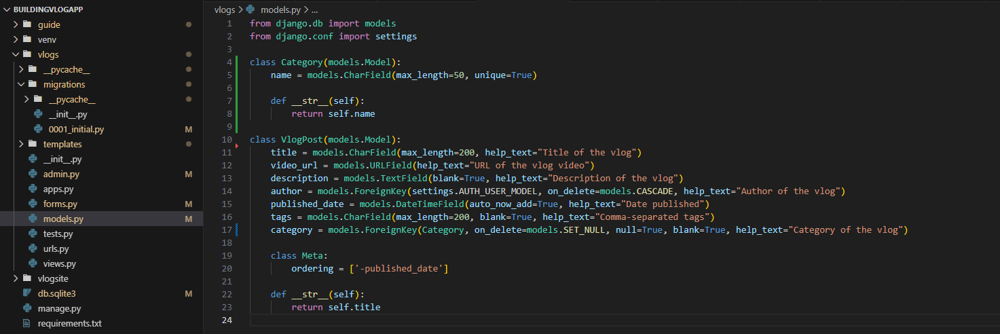 BUILDINGVLOGAPP
guide
venv
vlogs
__pycache__
migrations
__pycache__
__init__.py
0001_initial.py M
templates
__init__.py
admin.py M
apps.py
forms.py M
models.py M
tests.py
urls.py
views.py
vlogsite
db.sqlite3 M
manage.py
requirements.txt
vlogs > models.py > ...
1 from django.db import models
2 from django.conf import settings
3
4 class Category(models.Model):
5     name = models.CharField(max_length=50, unique=True)
6
7     def __str__(self):
8         return self.name
9
10 class VlogPost(models.Model):
11     title = models.CharField(max_length=200, help_text="Title of the vlog")
12     video_url = models.URLField(help_text="URL of the vlog video")
13     description = models.TextField(blank=True, help_text="Description of the vlog")
14     author = models.ForeignKey(settings.AUTH_USER_MODEL, on_delete=models.CASCADE, help_text="Author of the vlog")
15     published_date = models.DateTimeField(auto_now_add=True, help_text="Date published")
16     tags = models.CharField(max_length=200, blank=True, help_text="Comma-separated tags")
17     category = models.ForeignKey(Category, on_delete=models.SET_NULL, null=True, blank=True, help_text="Category of the vlog")
18
19     class Meta:
20         ordering = ['-published_date']
21
22     def __str__(self):
23         return self.title
24